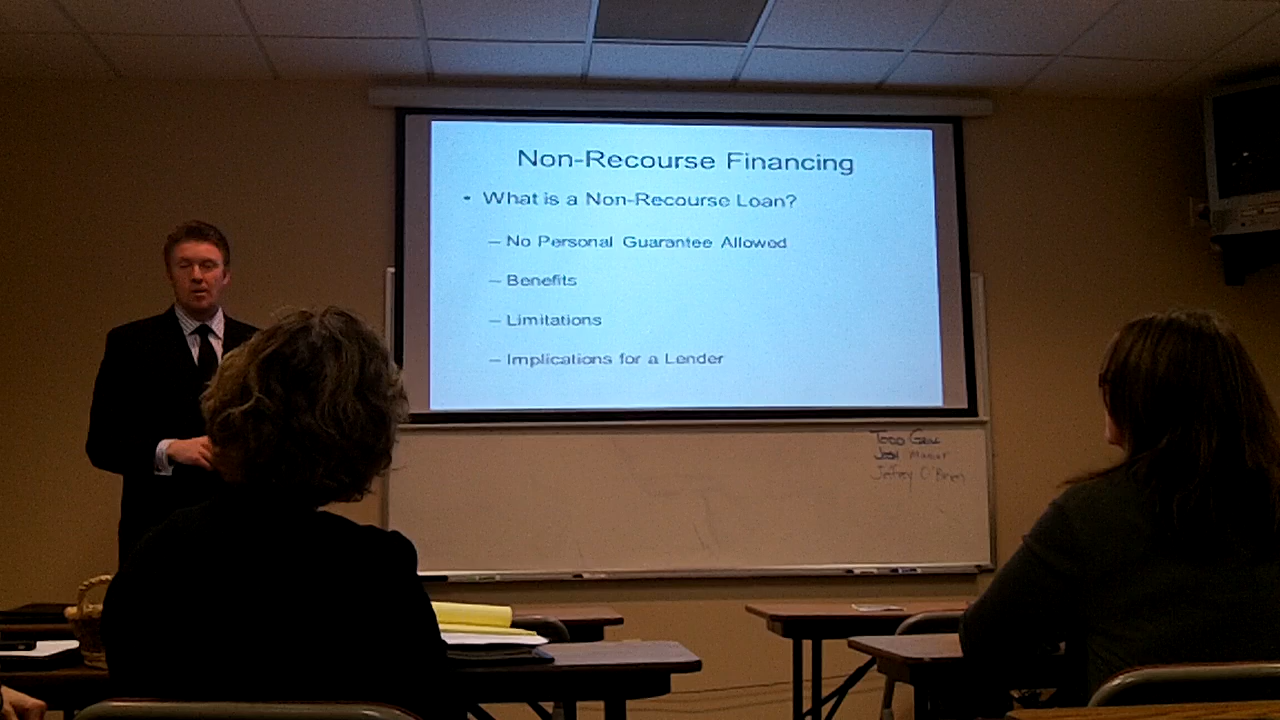 Non-Recourse Financing
• What is a Non-Recourse Loan?
– No Personal Guarantee Allowed
– Benefits
– Limitations
– Implications for a Lender
Todd
Josh
Jeffrey O'Brien